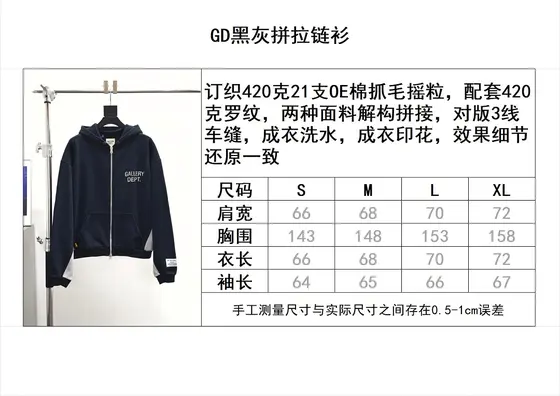 GD黑灰拼拉链衫
订织420克21支OE棉抓毛摇粒，配套420
克罗纹，两种面料解构拼接，对版3线
车缝，成衣洗水，成衣印花，效果细节
还原一致
GALLERY
DEPT.
尺码 S M L XL
肩宽 66 68 70 72
胸围 143 148 153 158
衣长 66 68 70 72
袖长 64 65 66 67
手工测量尺寸与实际尺寸之间存在0.5-1cm误差